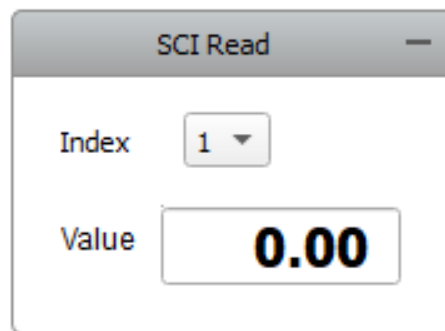 SCI Read
Index 1
Value 0.00